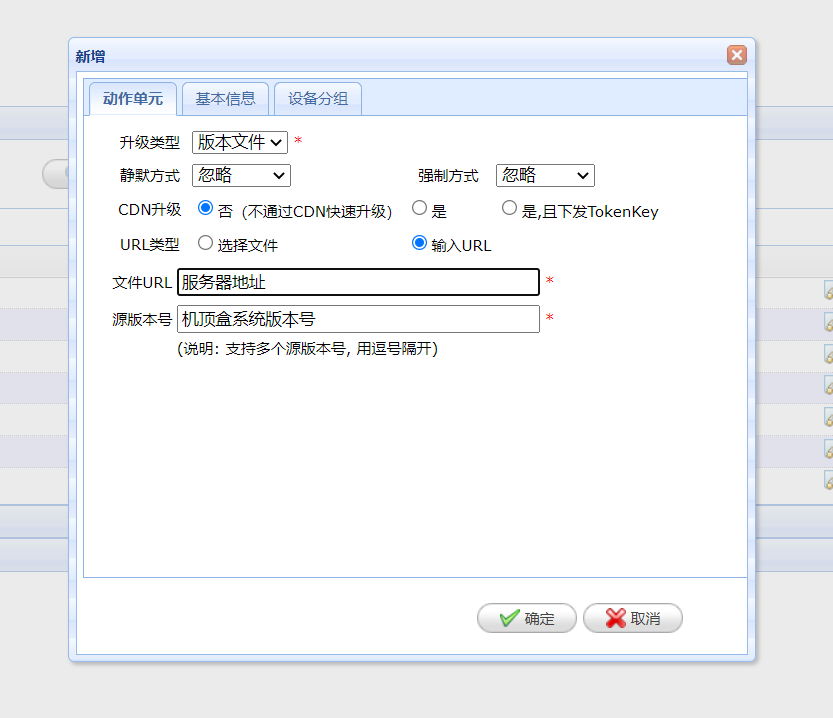 新增
动作单元 基本信息 设备分组
升级类型 版本文件 *
静默方式 忽略 强制方式 忽略
CDN升级 否（不通过CDN快速升级） 是 是,且下发TokenKey
URL类型 选择文件 输入URL
文件URL 服务器地址 *
源版本号 机顶盒系统版本号 *
(说明：支持多个源版本号, 用逗号隔开)
确定 取消